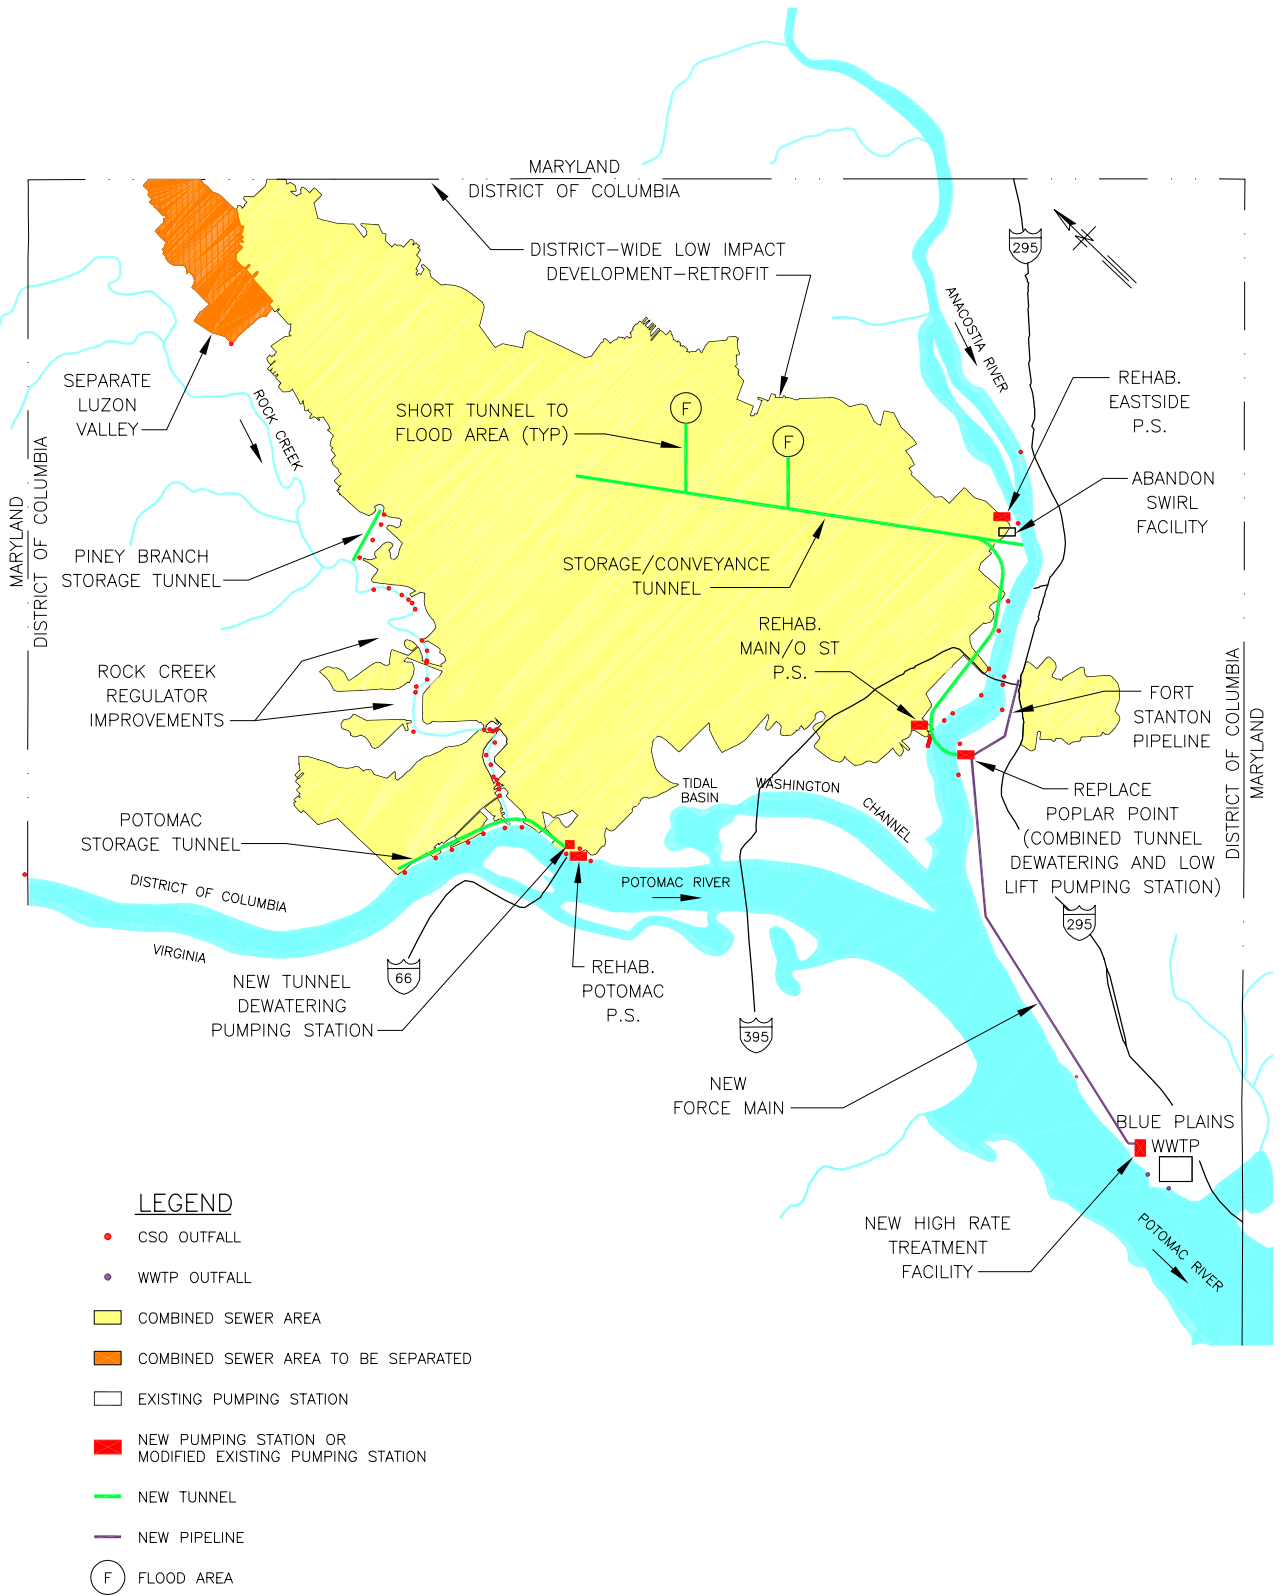 MARYLAND
DISTRICT OF COLUMBIA
DISTRICT-WIDE LOW IMPACT
DEVELOPMENT-RETROFIT
295
ANACOSTIA RIVER
SEPARATE
LUZON
VALLEY
ROCK CREEK
SHORT TUNNEL TO
FLOOD AREA (TYP)
F
F
REHAB.
EASTSIDE
P.S.
ABANDON
SWIRL
FACILITY
MARYLAND
DISTRICT OF COLUMBIA
PINEY BRANCH
STORAGE TUNNEL
STORAGE/CONVEYANCE
TUNNEL
REHAB.
MAIN/O ST
P.S.
ROCK CREEK
REGULATOR
IMPROVEMENTS
FORT
STANTON
PIPELINE
DISTRICT OF COLUMBIA
MARYLAND
TIDAL
BASIN
WASHINGTON
CHANNEL
REPLACE
POPLAR POINT
(COMBINED TUNNEL
DEWATERING AND LOW
LIFT PUMPING STATION)
POTOMAC
STORAGE TUNNEL
DISTRICT OF COLUMBIA
VIRGINIA
POTOMAC RIVER
295
66
NEW TUNNEL
DEWATERING
PUMPING STATION
REHAB.
POTOMAC
P.S.
395
NEW
FORCE MAIN
BLUE PLAINS
WWTP
NEW HIGH RATE
TREATMENT
FACILITY
POTOMAC RIVER
LEGEND
CSO OUTFALL
WWTP OUTFALL
COMBINED SEWER AREA
COMBINED SEWER AREA TO BE SEPARATED
EXISTING PUMPING STATION
NEW PUMPING STATION OR
MODIFIED EXISTING PUMPING STATION
NEW TUNNEL
NEW PIPELINE
F FLOOD AREA
N